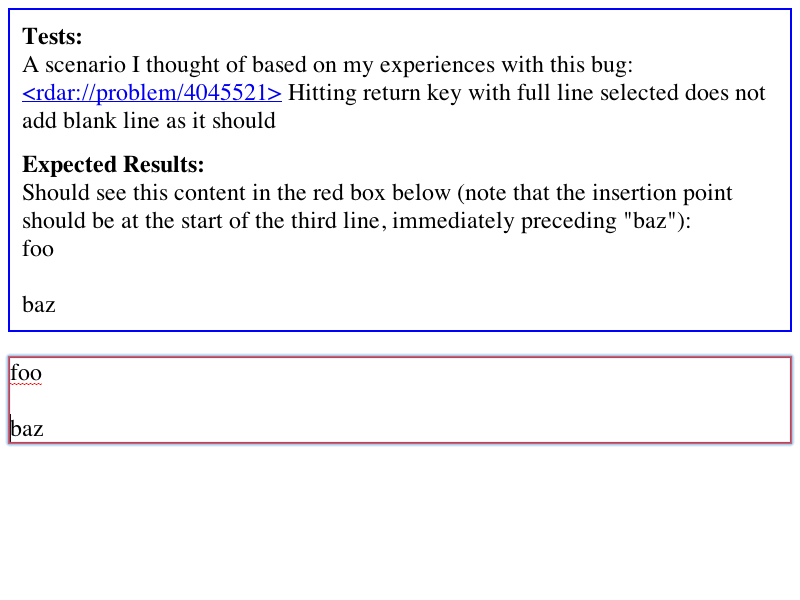 Tests:
A scenario I thought of based on my experiences with this bug:
<rdar://problem/4045521> Hitting return key with full line selected does not
add blank line as it should
Expected Results:
Should see this content in the red box below (note that the insertion point
should be at the start of the third line, immediately preceding "baz"):
foo
baz
foo
baz